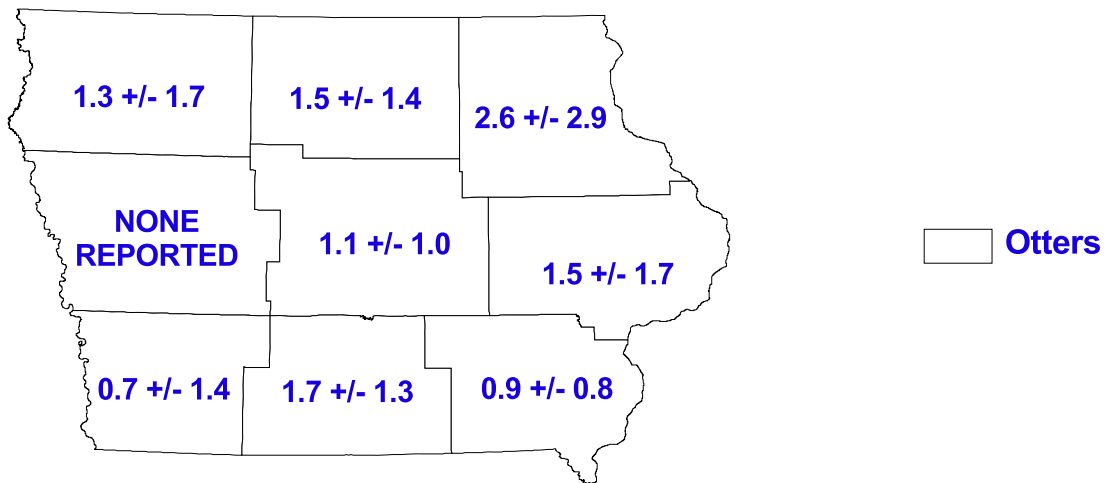 1.3 +/- 1.7
1.5 +/- 1.4
2.6 +/- 2.9
NONE
REPORTED
1.1 +/- 1.0
1.5 +/- 1.7
Otters
0.7 +/- 1.4
1.7 +/- 1.3
0.9 +/- 0.8